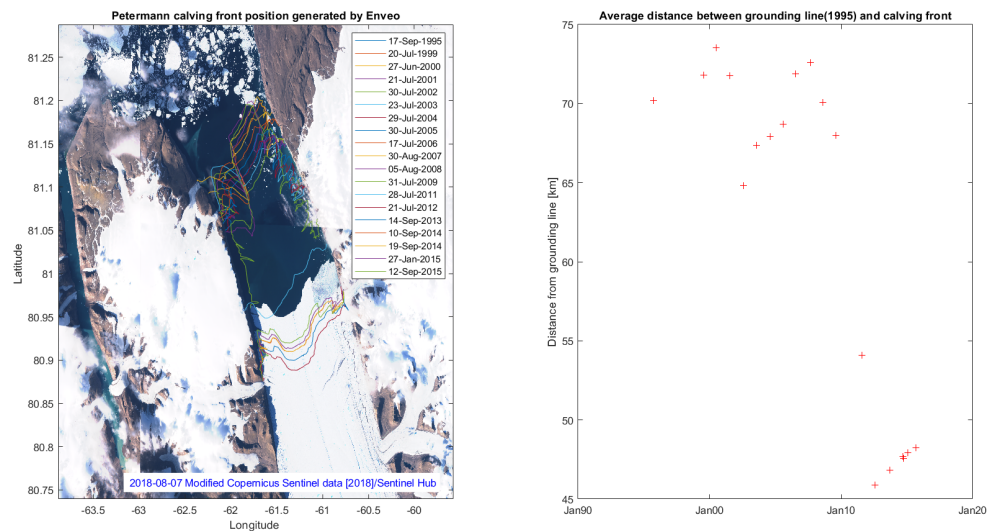 Petermann calving front position generated by Enveo
81.25
81.2
81.15
81.1
81.05
81
80.95
80.9
80.85
80.8
80.75
Latitude
17-Sep-1995
20-Jul-1999
27-Jun-2000
21-Jul-2001
30-Jul-2002
23-Jul-2003
29-Jul-2004
30-Jul-2005
17-Jul-2006
30-Aug-2007
05-Aug-2008
31-Jul-2009
28-Jul-2011
21-Jul-2012
14-Sep-2013
10-Sep-2014
19-Sep-2014
27-Jan-2015
12-Sep-2015
2018-08-07 Modified Copemicus Sentinel data [2018]/Sentinel Hub
-63.5 -63 -62.5 -62 -61.5 -61 -60.5 -60
Longitude
Average distance between grounding line(1995) and calving front
75
70
65
60
55
50
45
Distance from grounding line [km]
Jan90 Jan00 Jan10 Jan20